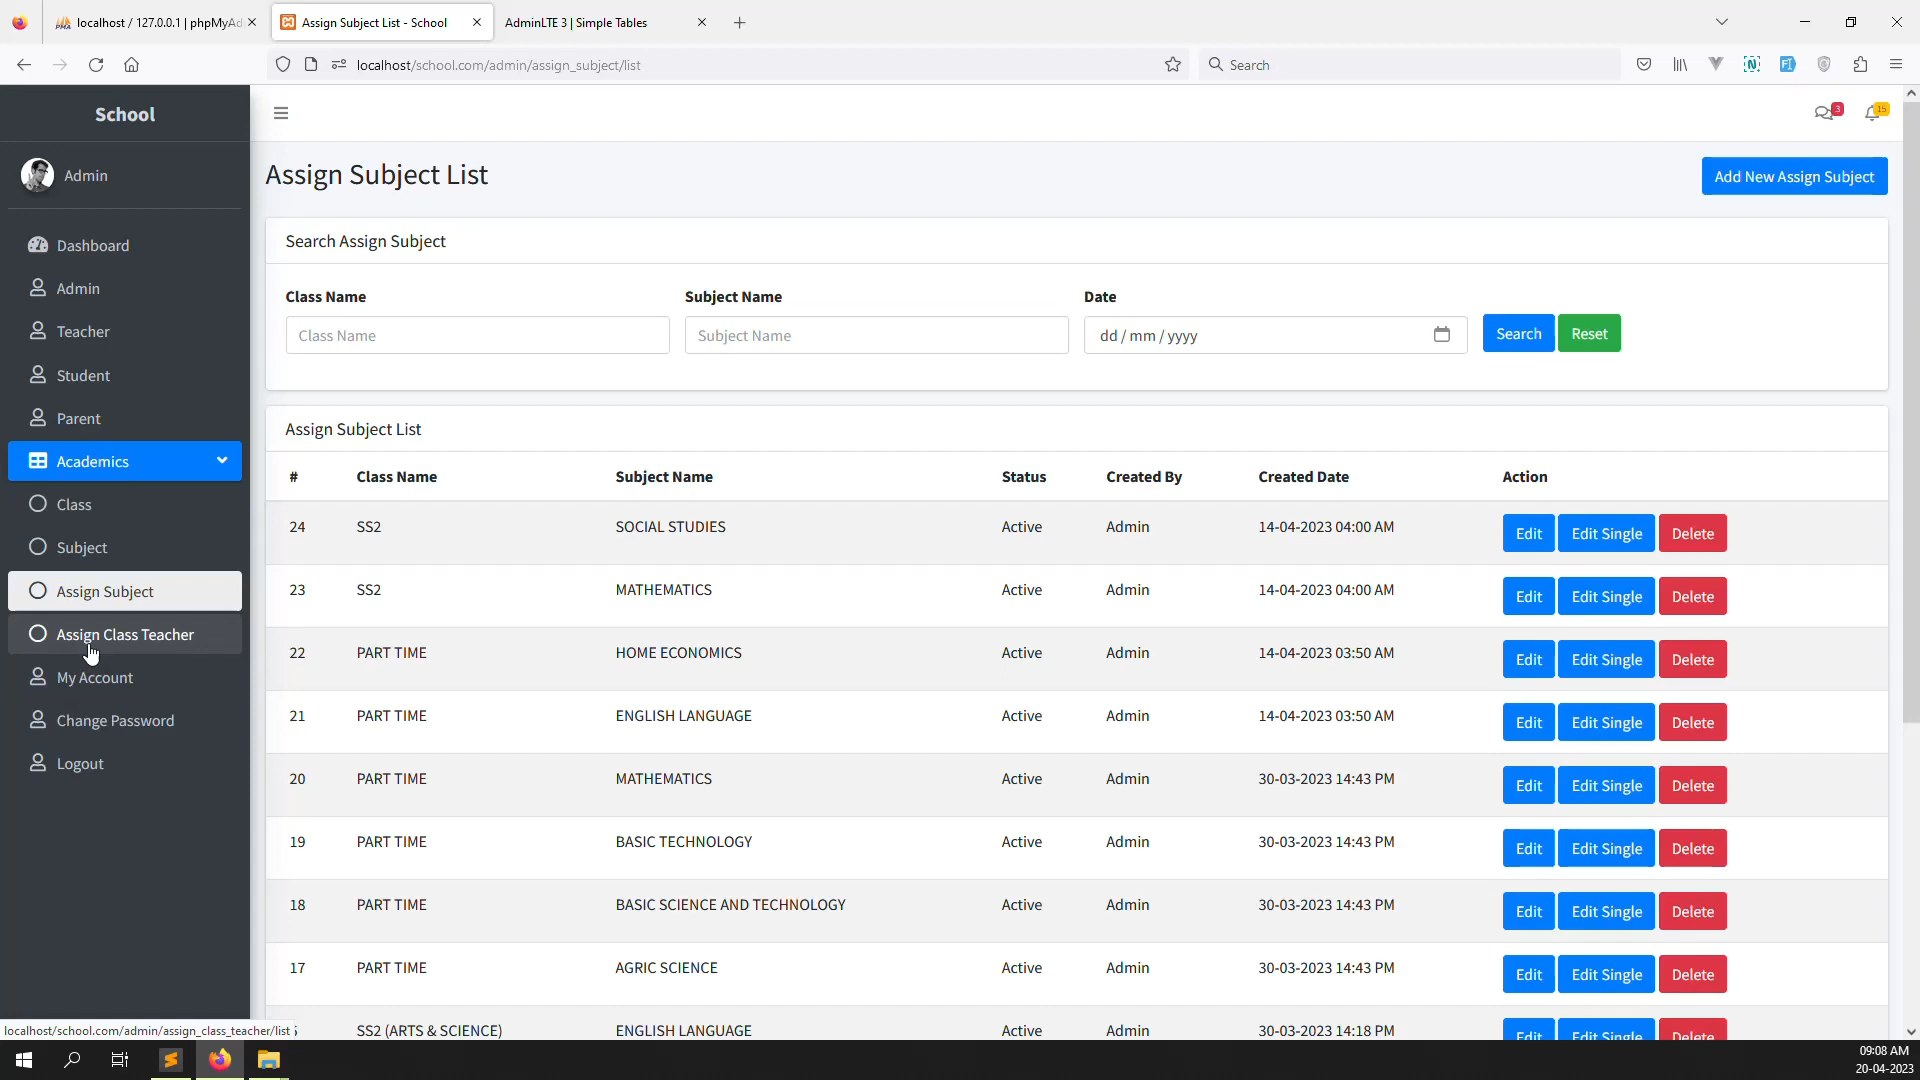 localhost / 127.0.0.1 | phpMyAd
Assign Subject List - School
AdminLTE 3 | Simple Tables
localhost/school.com/admin/assign_subject/list
Search
School
3
15
Admin
Assign Subject List
Add New Assign Subject
Dashboard
Admin
Teacher
Student
Parent
Academics
Class
Subject
Assign Subject
Assign Class Teacher
My Account
Change Password
Logout
Search Assign Subject
Class Name
Subject Name
Date
Class Name
Subject Name
dd / mm / yyyy
Search
Reset
Assign Subject List
# Class Name Subject Name Status Created By Created Date Action
24 SS2 SOCIAL STUDIES Active Admin 14-04-2023 04:00 AM Edit Edit Single Delete
23 SS2 MATHEMATICS Active Admin 14-04-2023 04:00 AM Edit Edit Single Delete
22 PART TIME HOME ECONOMICS Active Admin 14-04-2023 03:50 AM Edit Edit Single Delete
21 PART TIME ENGLISH LANGUAGE Active Admin 14-04-2023 03:50 AM Edit Edit Single Delete
20 PART TIME MATHEMATICS Active Admin 30-03-2023 14:43 PM Edit Edit Single Delete
19 PART TIME BASIC TECHNOLOGY Active Admin 30-03-2023 14:43 PM Edit Edit Single Delete
18 PART TIME BASIC SCIENCE AND TECHNOLOGY Active Admin 30-03-2023 14:43 PM Edit Edit Single Delete
17 PART TIME AGRIC SCIENCE Active Admin 30-03-2023 14:43 PM Edit Edit Single Delete
SS2 (ARTS & SCIENCE) ENGLISH LANGUAGE Active Admin 30-03-2023 14:18 PM Edit Edit Single Delete
localhost/school.com/admin/assign_class_teacher/list
09:08 AM
20-04-2023